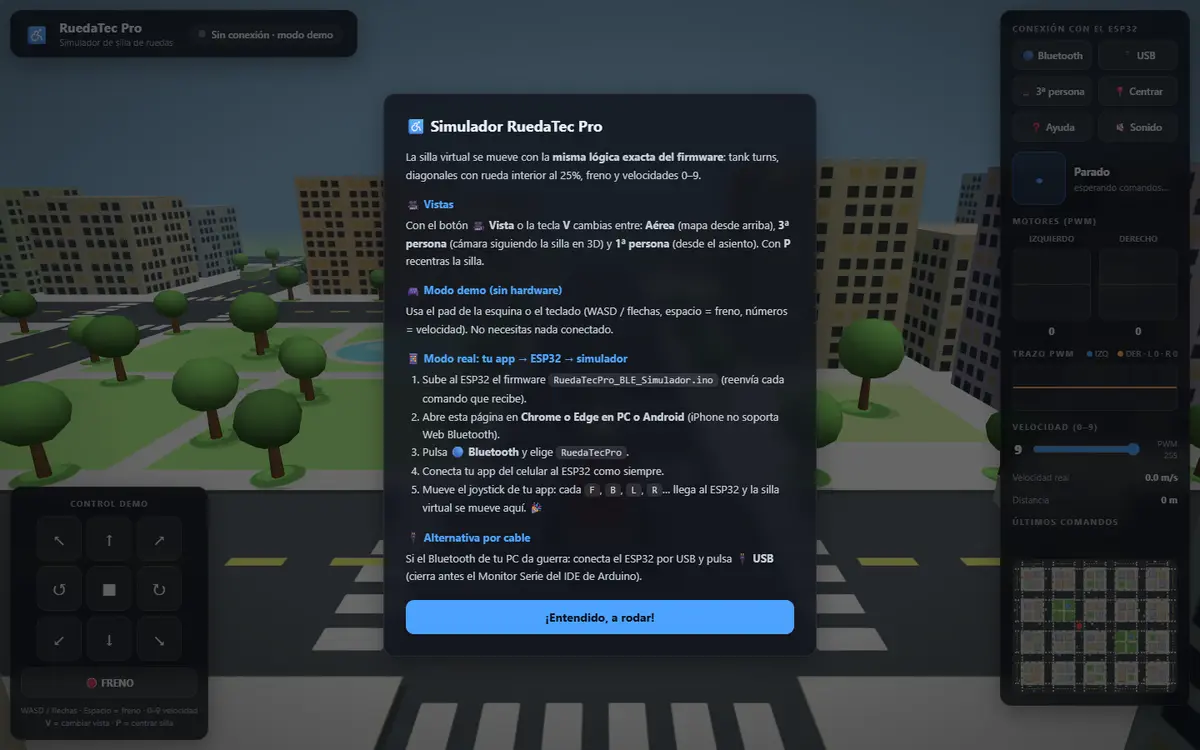 RuedaTec Pro
Simulador de silla de ruedas
Sin conexión · modo demo
Simulador RuedaTec Pro
La silla virtual se mueve con la misma lógica exacta del firmware: tank turns,
diagonales con rueda interior al 25%, freno y velocidades 0–9.
Vistas
Con el botón Vista o la tecla V cambias entre: Aérea (mapa desde arriba), 3ª
persona (cámara siguiendo la silla en 3D) y 1ª persona (desde el asiento). Con P
recentras la silla.
Modo demo (sin hardware)
Usa el pad de la esquina o el teclado (WASD / flechas, espacio = freno, números
= velocidad). No necesitas nada conectado.
Modo real: tu app → ESP32 → simulador
1. Sube al ESP32 el firmware RuedaTecPro_BLE_Simulador.ino (reenvía cada
comando que recibe).
2. Abre esta página en Chrome o Edge en PC o Android (iPhone no soporta
Web Bluetooth).
3. Pulsa Bluetooth y elige RuedaTecPro.
4. Conecta tu app del celular al ESP32 como siempre.
5. Mueve el joystick de tu app: cada F, B, L, R… llega al ESP32 y la silla
virtual se mueve aquí.
Alternativa por cable
Si el Bluetooth de tu PC da guerra: conecta el ESP32 por USB y pulsa USB
(cierra antes el Monitor Serie del IDE de Arduino).
¡Entendido, a rodar!
CONTROL DEMO
↖ ↑ ↗
↺ ■ ↻
↙ ↓ ↘
FRENO
WASD / flechas · Espacio = freno · 0-9 velocidad
V = cambiar vista · P = centrar silla
CONEXIÓN CON EL ESP32
Bluetooth
USB
3ª persona
Centrar
Ayuda
Sonido
Parado
esperando comandos…
MOTORES (PWM)
IZQUIERDO
DERECHO
0
0
TRAZO PWM
IZQ
DER · L 0 · R 0
VELOCIDAD (0–9)
9
PWM
255
Velocidad real
0.0 m/s
Distancia
0 m
ÚLTIMOS COMANDOS